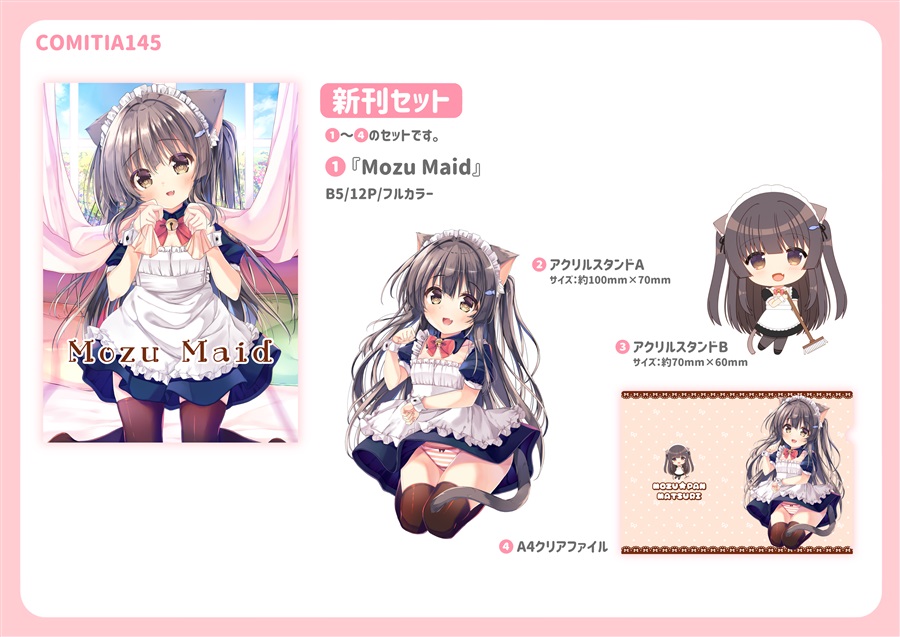 COMITIA145
新刊セット
1～4のセットです。
1『Mozu Maid』
B5/12P/フルカラー
Mozu Maid
2 アクリルスタンドA
サイズ:約100mm×70mm
3 アクリルスタンドB
サイズ:約70mm×60mm
MOZU★PAN
MATSURI
4 A4クリアファイル